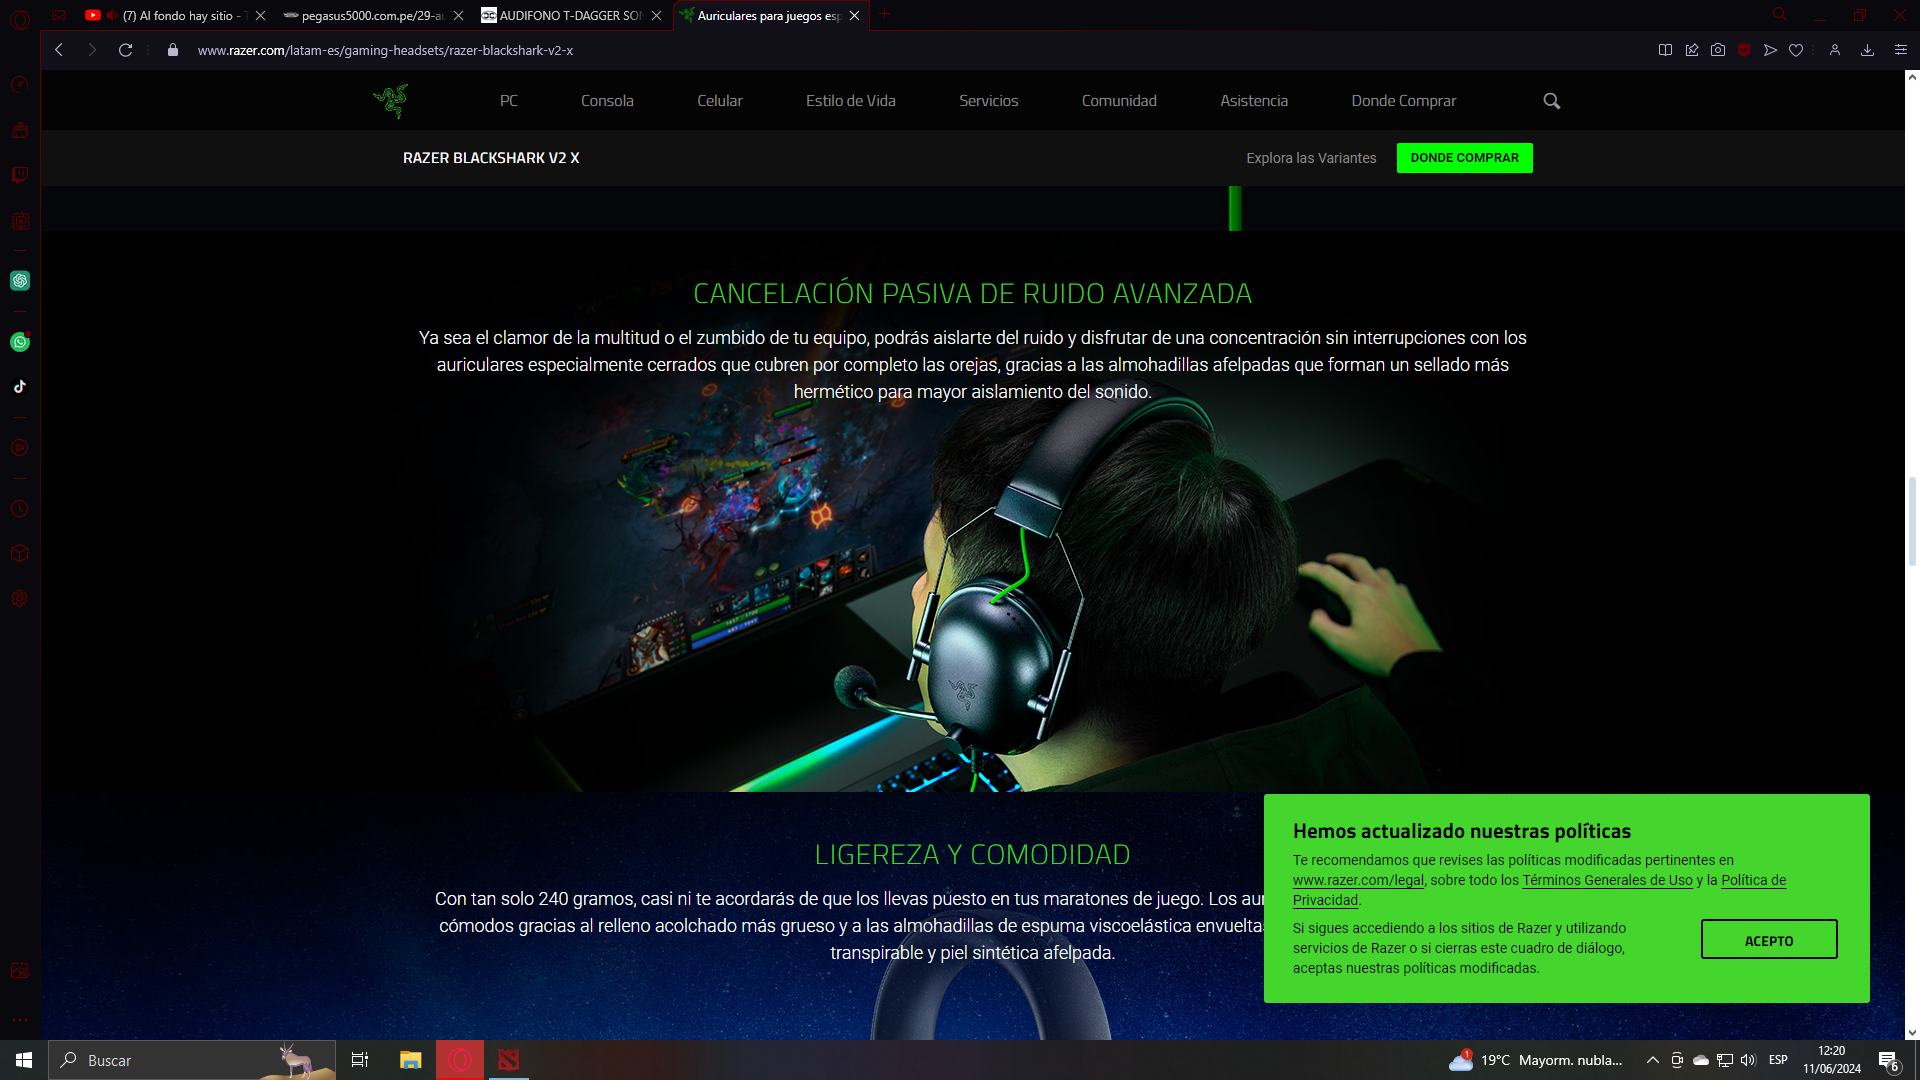 (7) Al fondo hay sitio -
pegasus5000.com.pe/29-au
AUDIFONO T-DAGGER SON
Auriculares para juegos esp
www.razer.com/latam-es/gaming-headsets/razer-blackshark-v2-x
PC
Consola
Celular
Estilo de Vida
Servicios
Comunidad
Asistencia
Donde Comprar
RAZER BLACKSHARK V2 X
Explora las Variantes
DONDE COMPRAR
CANCELACIÓN PASIVA DE RUIDO AVANZADA
Ya sea el clamor de la multitud o el zumbido de tu equipo, podrás aislarte del ruido y disfrutar de una concentración sin interrupciones con los
auriculares especialmente cerrados que cubren por completo las orejas, gracias a las almohadillas afelpadas que forman un sellado más
hermético para mayor aislamiento del sonido.
LIGEREZA Y COMODIDAD
Con tan solo 240 gramos, casi ni te acordarás de que los llevas puesto en tus maratones de juego. Los au
cómodos gracias al relleno acolchado más grueso y a las almohadillas de espuma viscoelástica envuelta
transpirable y piel sintética afelpada.
Hemos actualizado nuestras políticas
Te recomendamos que revises las políticas modificadas pertinentes en
www.razer.com/legal, sobre todo los Términos Generales de Uso y la Política de
Privacidad.
Si sigues accediendo a los sitios de Razer y utilizando
servicios de Razer o si cierras este cuadro de diálogo,
aceptas nuestras políticas modificadas.
ACEPTO
Buscar
1
19°C Mayorm. nubla...
ESP
12:20
11/06/2024
6